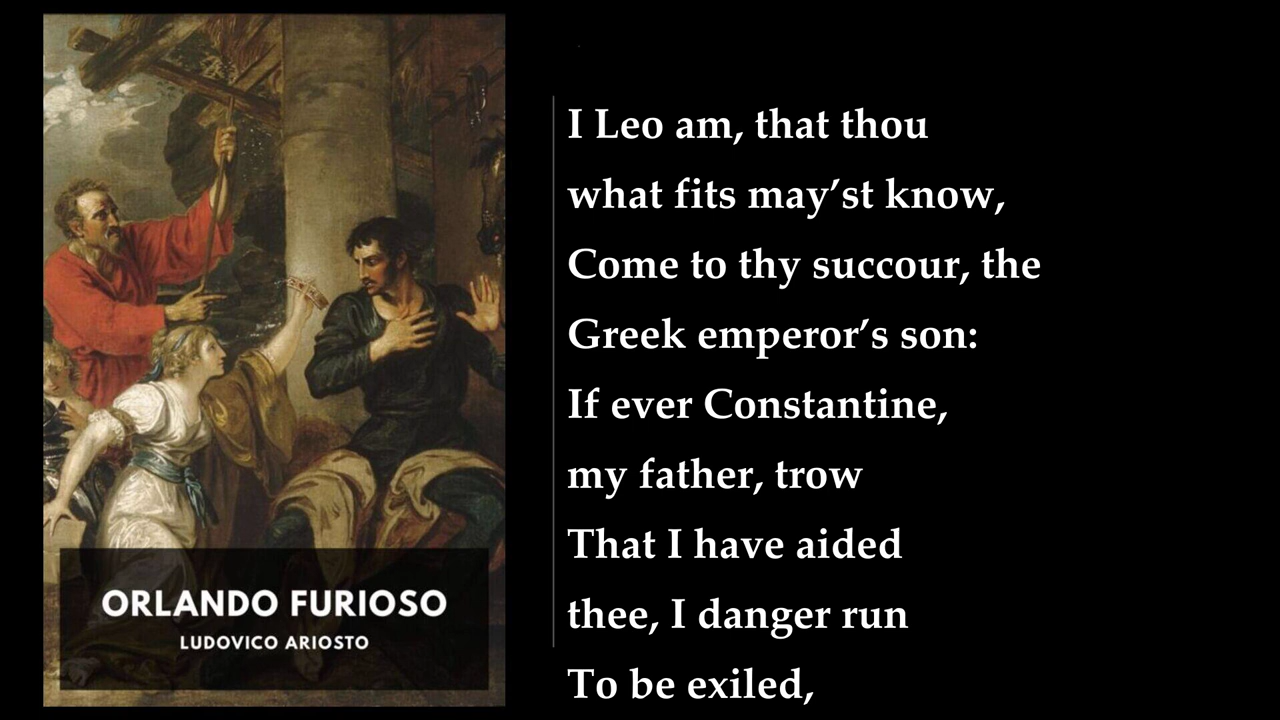 ORLANDO FURIOSO
LUDOVICO ARIOSTO
I Leo am, that thou
what fits may’st know,
Come to thy succour, the
Greek emperor’s son:
If ever Constantine,
my father, trow
That I have aided
thee, I danger run
To be exiled,